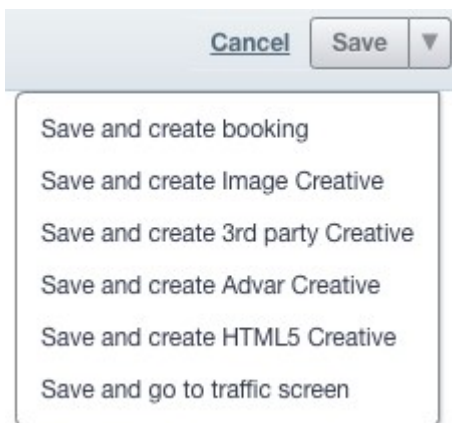 Cancel Save ▼
Save and create booking
Save and create Image Creative
Save and create 3rd party Creative
Save and create Advar Creative
Save and create HTML5 Creative
Save and go to traffic screen